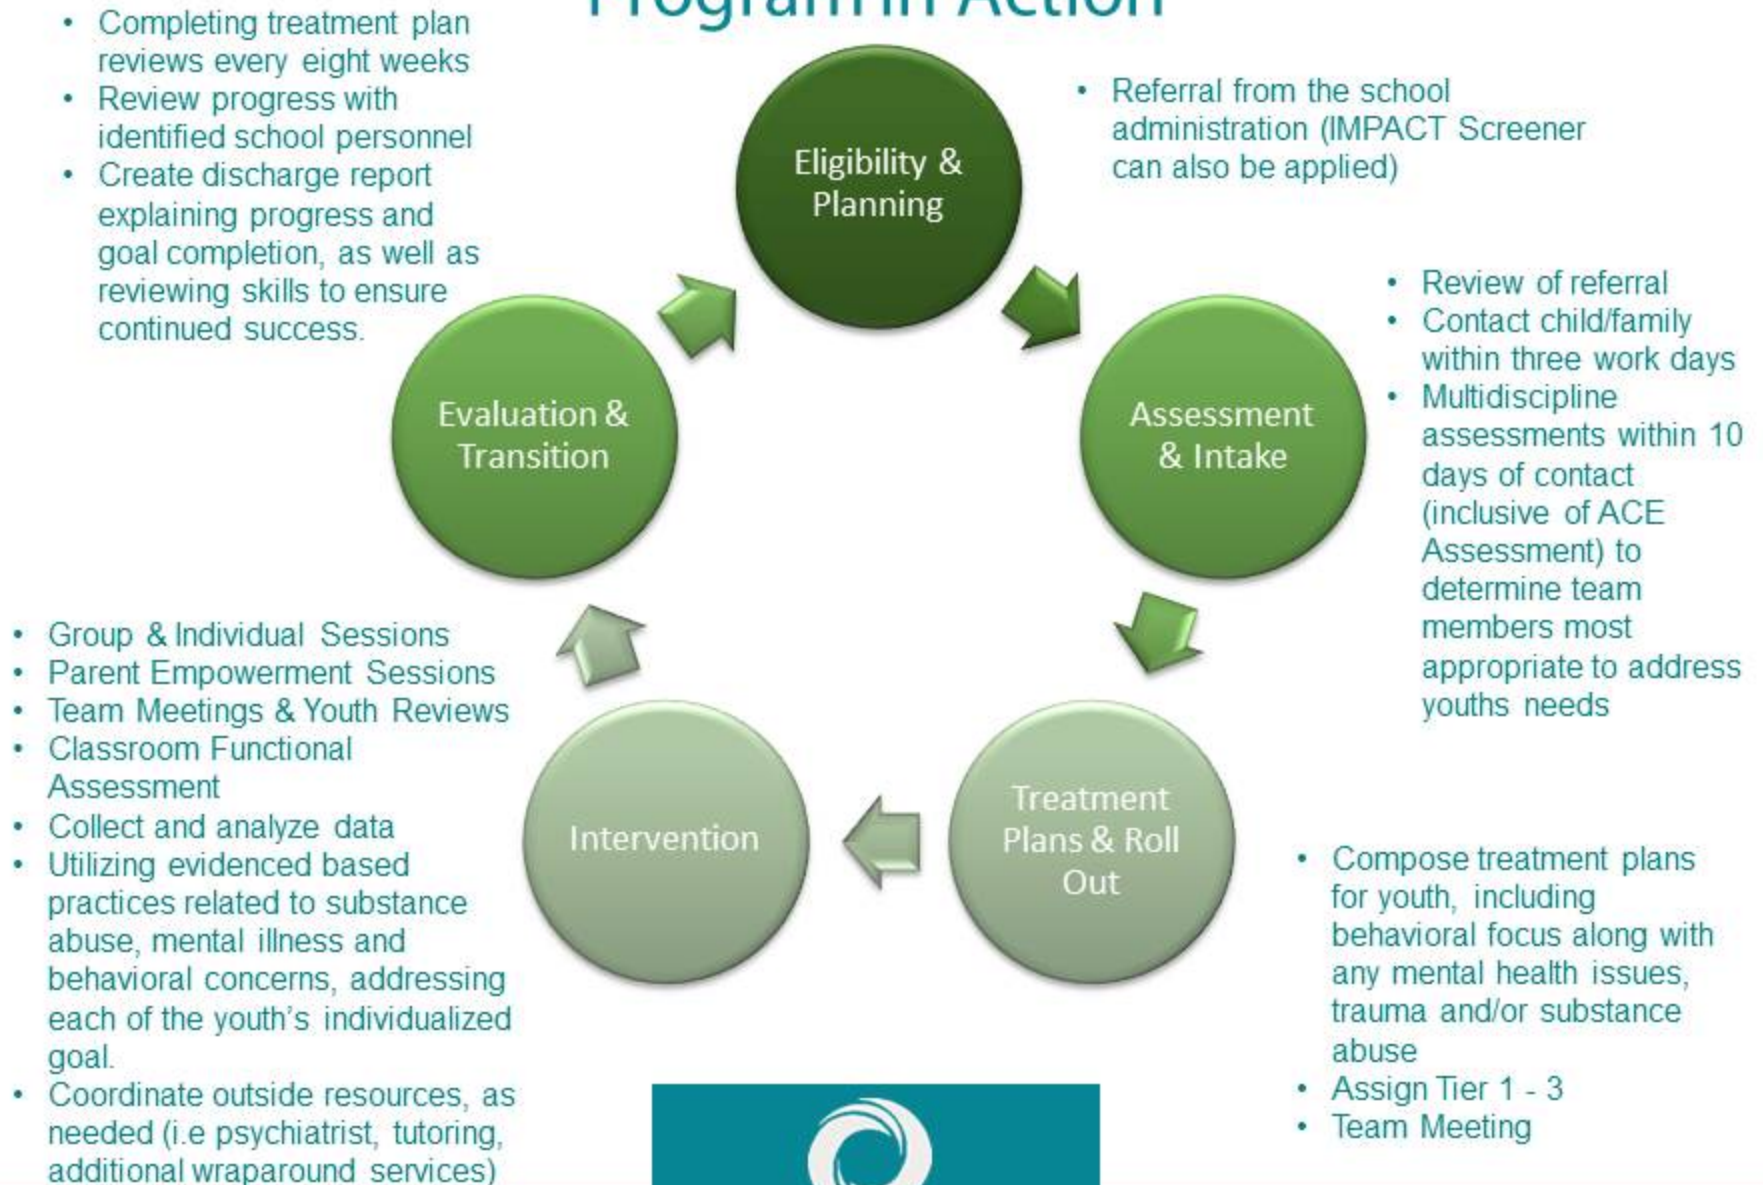 Program in Action
• Completing treatment plan
reviews every eight weeks
• Review progress with
identified school personnel
• Create discharge report
explaining progress and
goal completion, as well as
reviewing skills to ensure
continued success.
Eligibility &
Planning
• Referral from the school
administration (IMPACT Screener
can also be applied)
Evaluation &
Transition
Assessment
& Intake
• Review of referral
• Contact child/family
within three work days
• Multidiscipline
assessments within 10
days of contact
(inclusive of ACE
Assessment) to
determine team
members most
appropriate to address
youths needs
• Group & Individual Sessions
• Parent Empowerment Sessions
• Team Meetings & Youth Reviews
• Classroom Functional
Assessment
• Collect and analyze data
• Utilizing evidenced based
practices related to substance
abuse, mental illness and
behavioral concerns, addressing
each of the youth's individualized
goal.
• Coordinate outside resources, as
needed (i.e psychiatrist, tutoring,
additional wraparound services)
Intervention
Treatment
Plans & Roll
Out
• Compose treatment plans
for youth, including
behavioral focus along with
any mental health issues,
trauma and/or substance
abuse
• Assign Tier 1 - 3
• Team Meeting